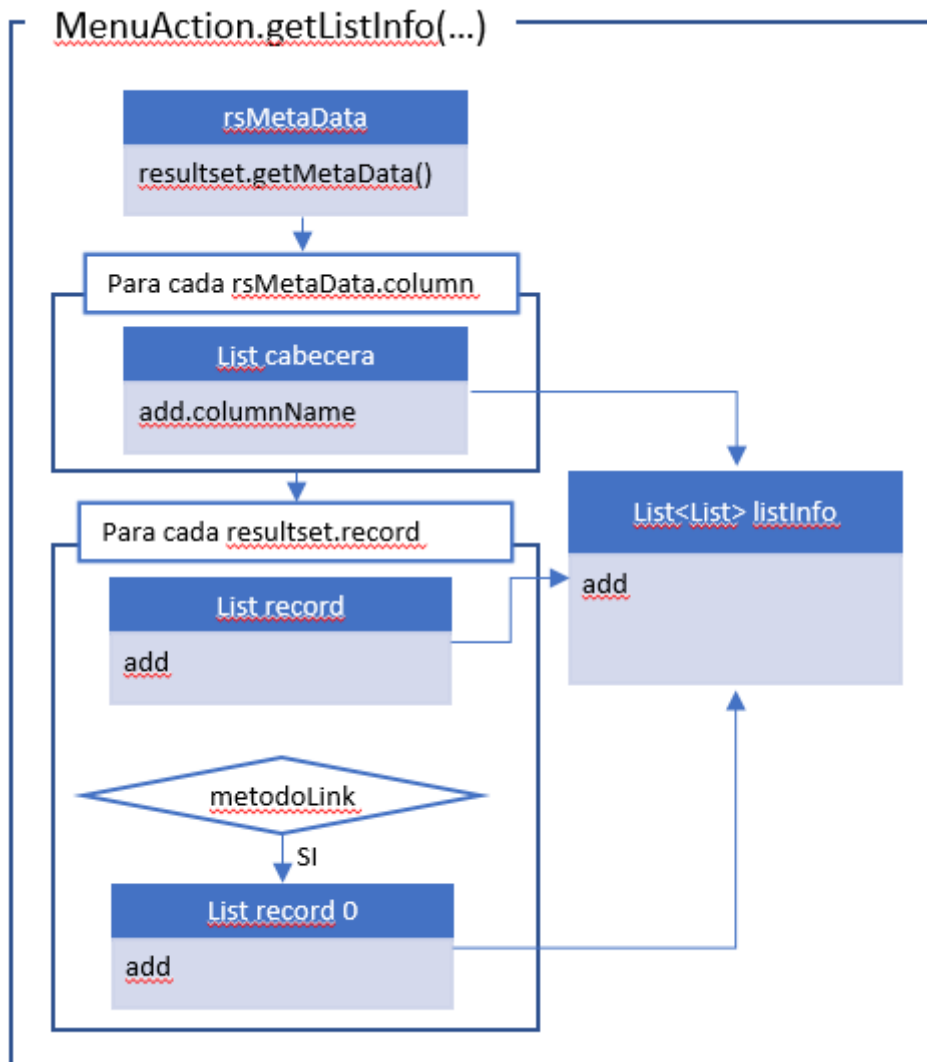 MenuAction.getListInfo(...)
rsMetaData
resultset.getMetaData()
Para cada rsMetaData.column
List cabecera
add.columnName
Para cada resultset.record
List<List> listInfo
add
List record
add
metodoLink
SI
List record 0
add